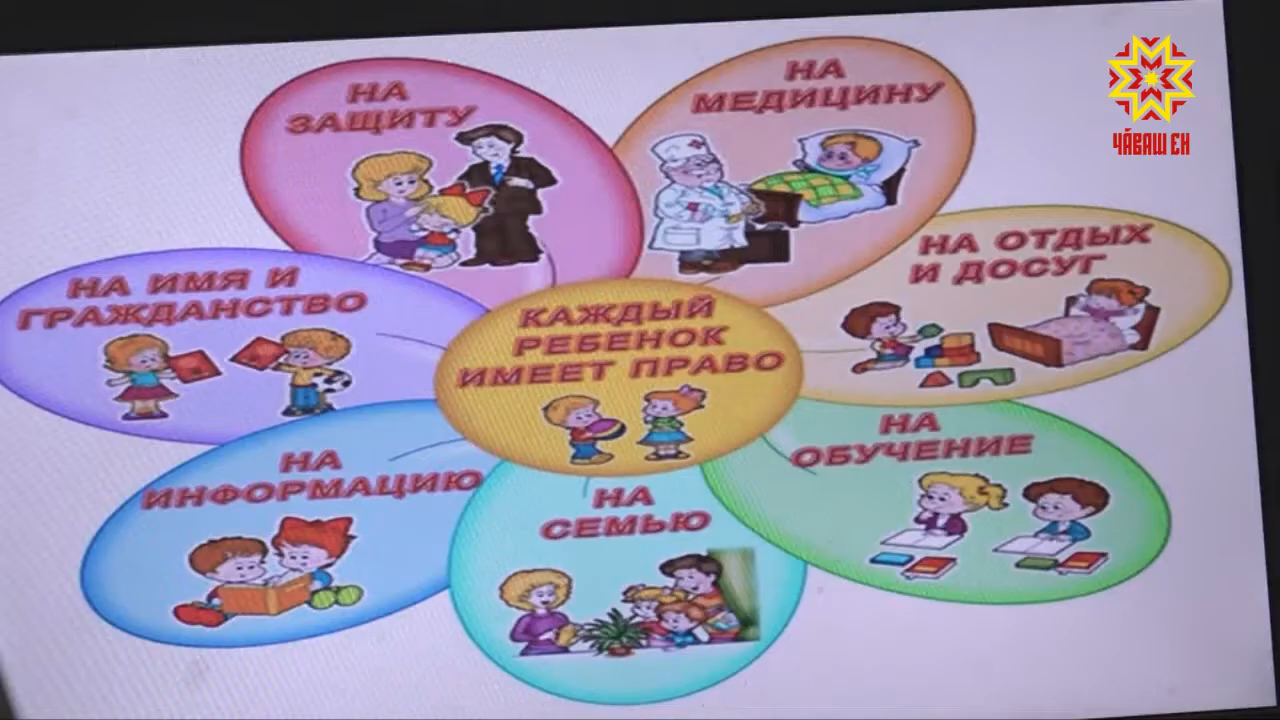 ЧӐВАШ ЕН
НА
ЗАЩИТУ
НА
МЕДИЦИНУ
НА ОТДЫХ
И ДОСУГ
НА ИМЯ И
ГРАЖДАНСТВО
КАЖДЫЙ
РЕБЕНОК
ИМЕЕТ ПРАВО
НА
ОБУЧЕНИЕ
НА
ИНФОРМАЦИЮ
НА
СЕМЬЮ